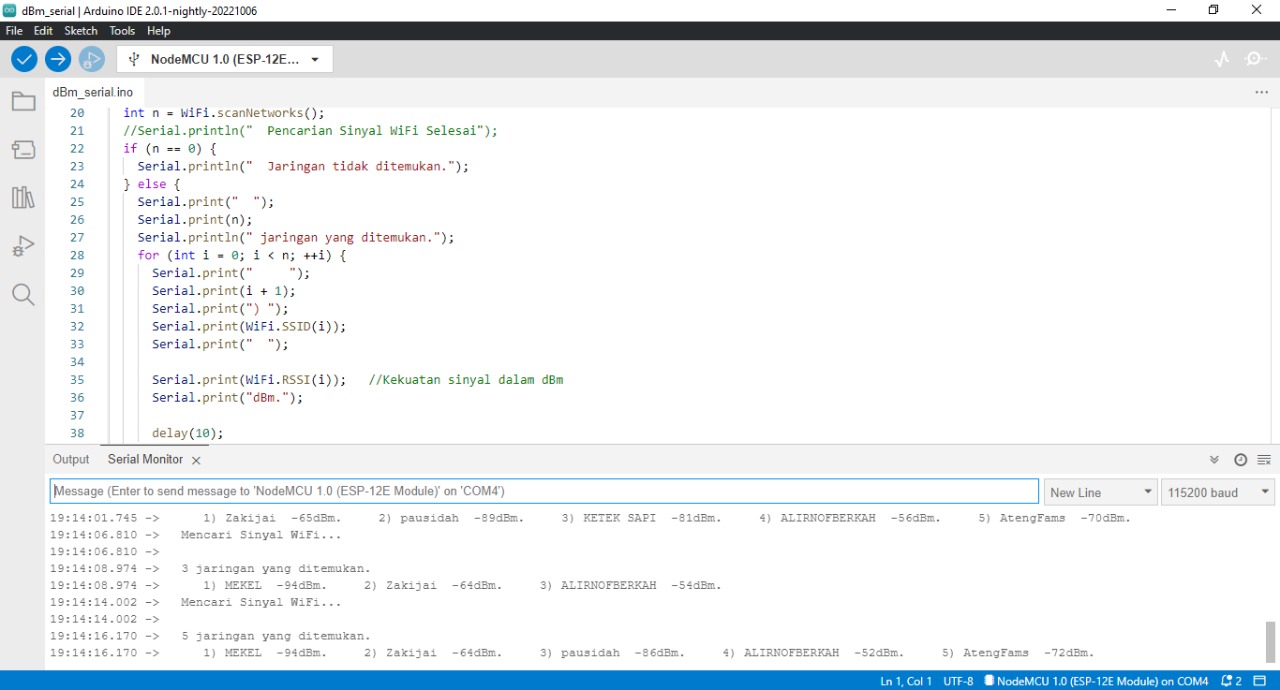 dBm_serial | Arduino IDE 2.0.1-nightly-20221006
File Edit Sketch Tools Help
NodeMCU 1.0 (ESP-12E...
dBm_serial.ino
20 int n = WiFi.scanNetworks();
21 //Serial.println("  Pencarian Sinyal WiFi Selesai");
22 if (n == 0) {
23 Serial.println("  Jaringan tidak ditemukan.");
24 } else {
25 Serial.print("  ");
26 Serial.print(n);
27 Serial.println(" jaringan yang ditemukan.");
28 for (int i = 0; i < n; ++i) {
29 Serial.print("     ");
30 Serial.print(i + 1);
31 Serial.print(") ");
32 Serial.print(WiFi.SSID(i));
33 Serial.print("  ");
34
35 Serial.print(WiFi.RSSI(i));   //Kekuatan sinyal dalam dBm
36 Serial.print("dBm.");
37
38 delay(10);
Output Serial Monitor
Message (Enter to send message to 'NodeMCU 1.0 (ESP-12E Module)' on 'COM4') New Line 115200 baud
19:14:01.745 -> 1) Zakijai -65dBm. 2) pausidah -89dBm. 3) KETEK SAPI -81dBm. 4) ALIRNOFBERKAH -56dBm. 5) AtengFams -70dBm.
19:14:06.810 -> Mencari Sinyal WiFi...
19:14:06.810 ->
19:14:08.974 -> 3 jaringan yang ditemukan.
19:14:08.974 -> 1) MEKEL -94dBm. 2) Zakijai -64dBm. 3) ALIRNOFBERKAH -54dBm.
19:14:14.002 -> Mencari Sinyal WiFi...
19:14:14.002 ->
19:14:16.170 -> 5 jaringan yang ditemukan.
19:14:16.170 -> 1) MEKEL -94dBm. 2) Zakijai -64dBm. 3) pausidah -86dBm. 4) ALIRNOFBERKAH -52dBm. 5) AtengFams -72dBm.
Ln 1, Col 1 UTF-8 NodeMCU 1.0 (ESP-12E Module) on COM4 2